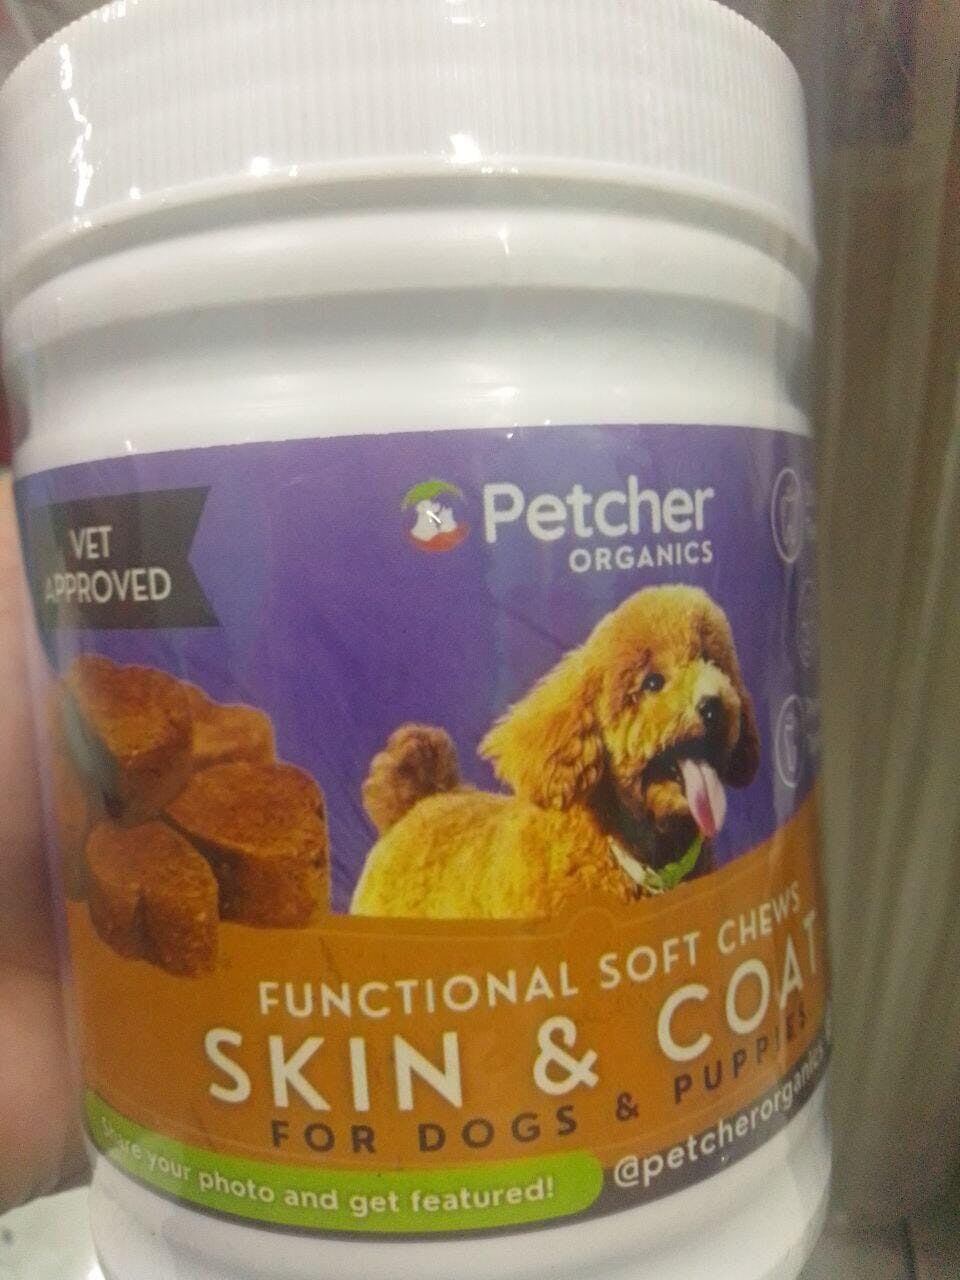 VET
APPROVED
Petcher
ORGANICS
FUNCTIONAL SOFT CHEWS
SKIN & COAT
FOR DOGS & PUPPIES
Share your photo and get featured!
@petcherorganics